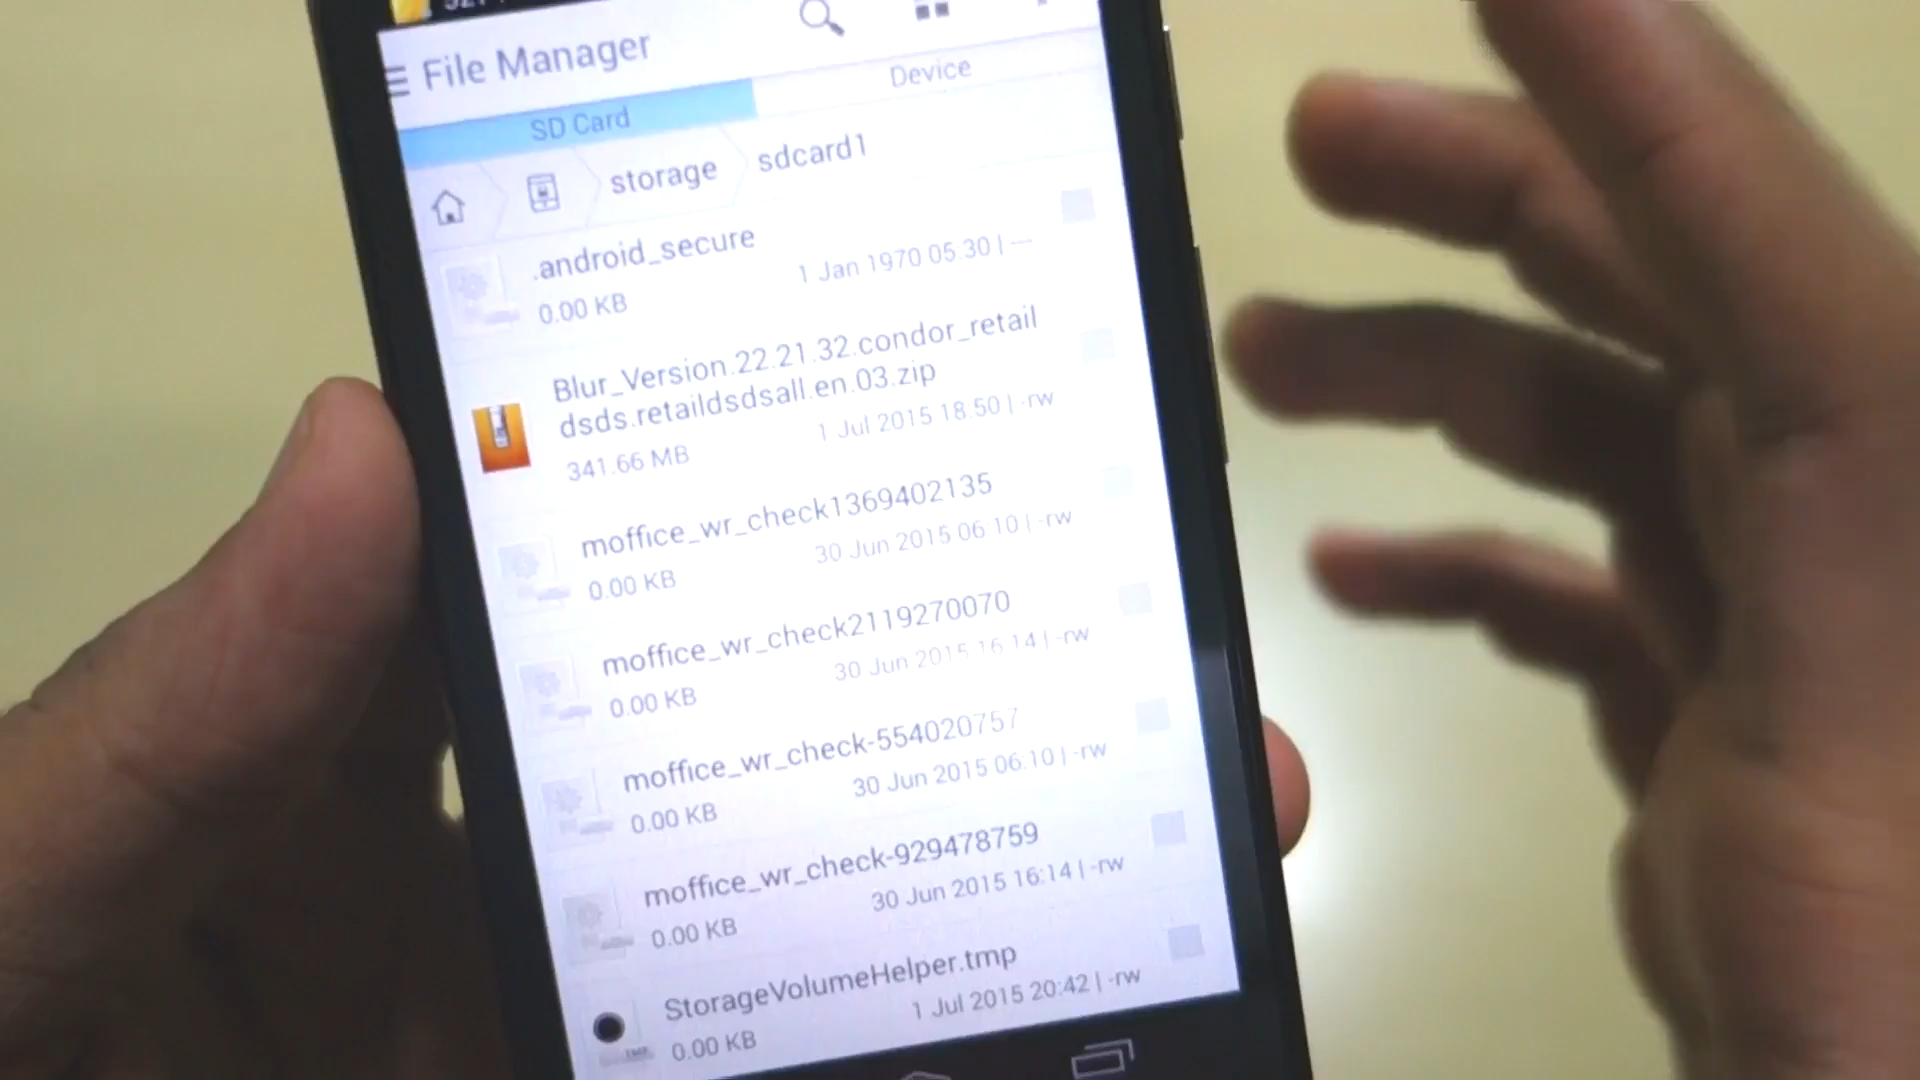 File Manager
SD Card
Device
storage
sdcard1
.android_secure
1 Jan 1970 05:30 | ---
0.00 KB
Blur_Version.22.21.32.condor_retail
dsds.retaildsdsall.en.03.zip
1 Jul 2015 18:50 | -rw
341.66 MB
moffice_wr_check1369402135
30 Jun 2015 06:10 | -rw
0.00 KB
moffice_wr_check2119270070
30 Jun 2015 16:14 | -rw
0.00 KB
moffice_wr_check-554020757
30 Jun 2015 06:10 | -rw
0.00 KB
moffice_wr_check-929478759
30 Jun 2015 16:14 | -rw
0.00 KB
StorageVolumeHelper.tmp
1 Jul 2015 20:42 | -rw
0.00 KB